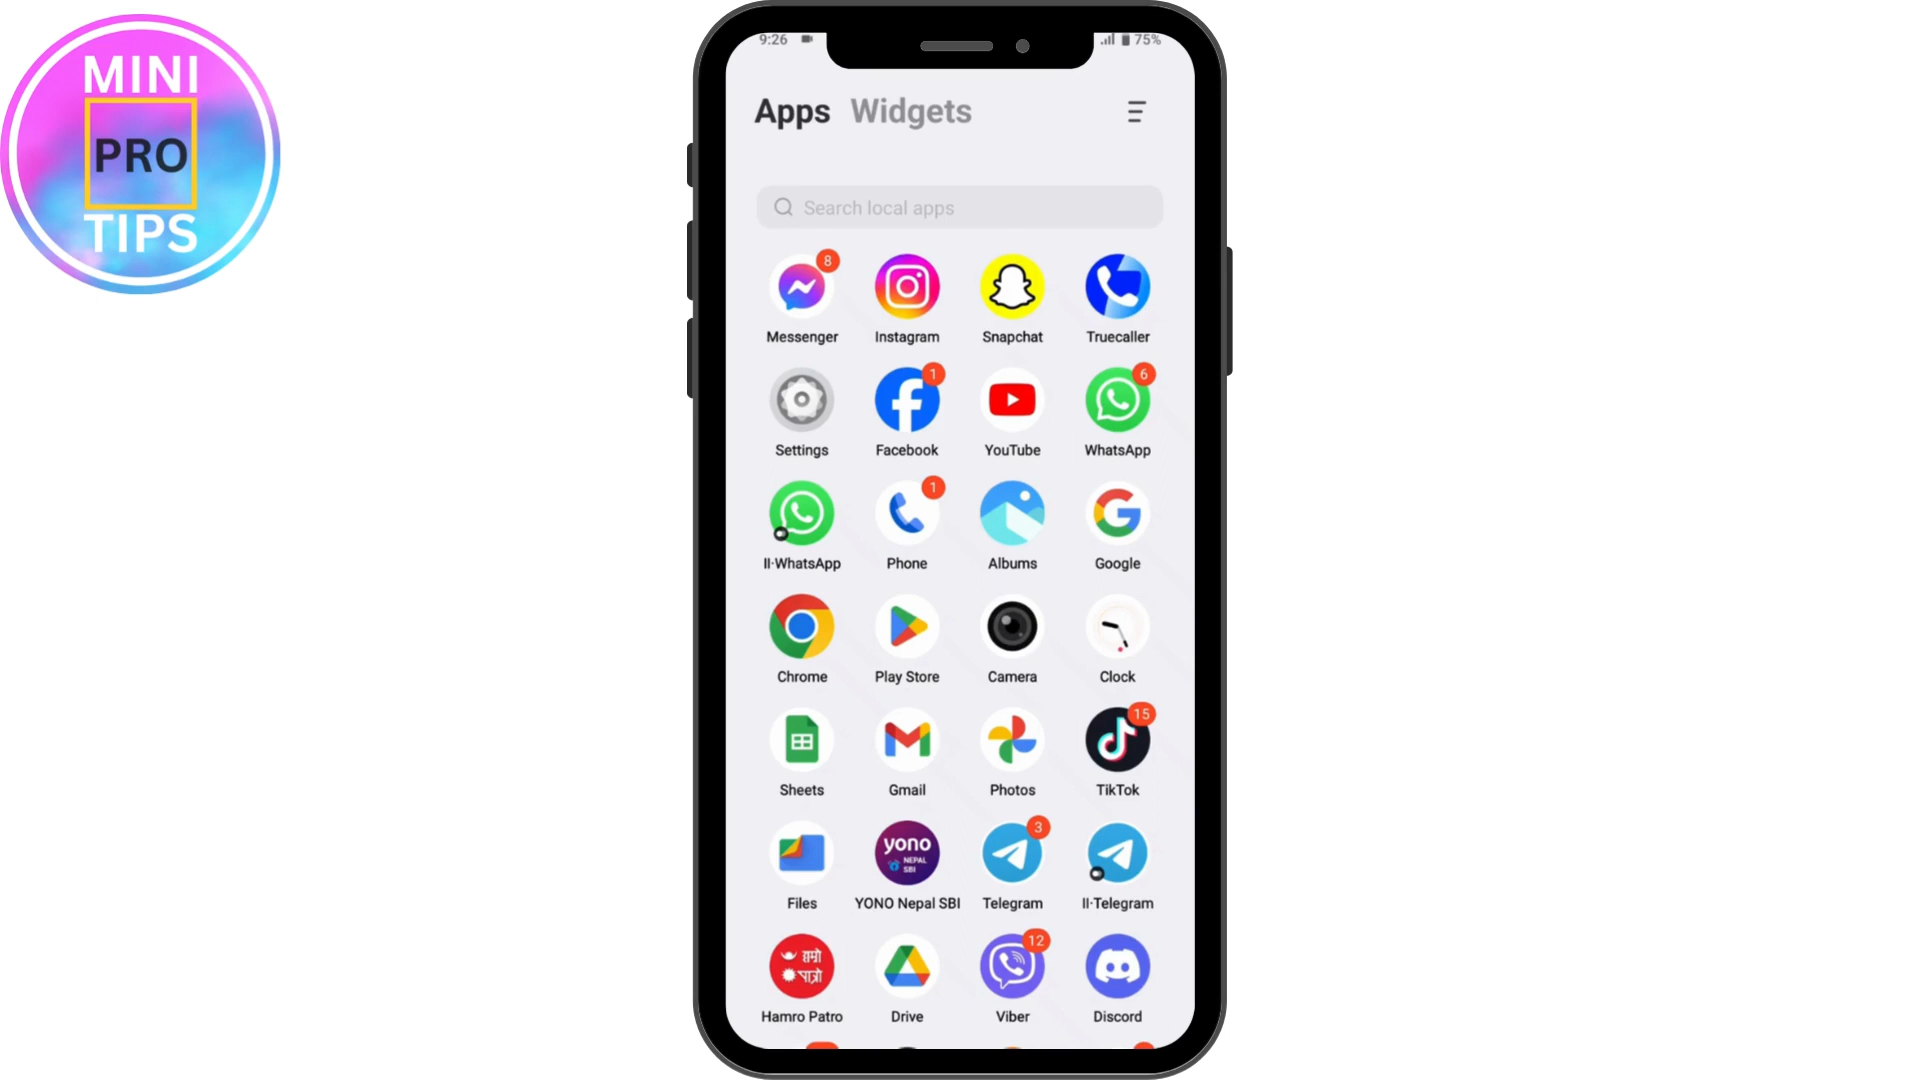 MINI
PRO
TIPS
9:26
75%
Apps Widgets
Search local apps
8
Messenger Instagram Snapchat Truecaller
1
6
Settings Facebook YouTube WhatsApp
1
II·WhatsApp Phone Albums Google
Chrome Play Store Camera Clock
15
Sheets Gmail Photos TikTok
yono
NEPAL
SBI
3
Files YONO Nepal SBI Telegram II·Telegram
हाम्रो
पात्रो
12
Hamro Patro Drive Viber Discord